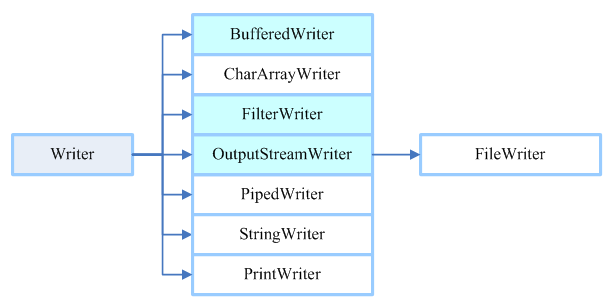 Writer
BufferedWriter
CharArrayWriter
FilterWriter
OutputStreamWriter
PipedWriter
StringWriter
PrintWriter
FileWriter